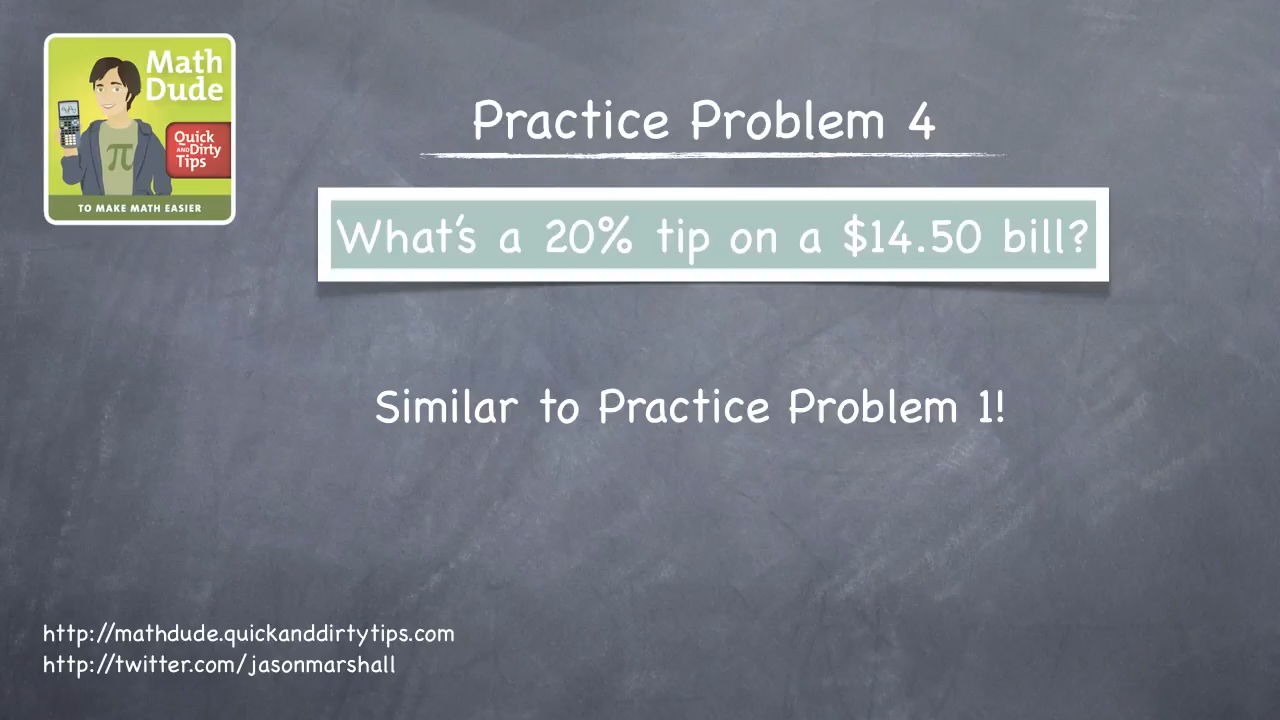 Math
Dude
Quick
AND Dirty
Tips
π
TO MAKE MATH EASIER
Practice Problem 4
What's a 20% tip on a $14.50 bill?
Similar to Practice Problem 1!
http://mathdude.quickanddirtytips.com
http://twitter.com/jasonmarshall